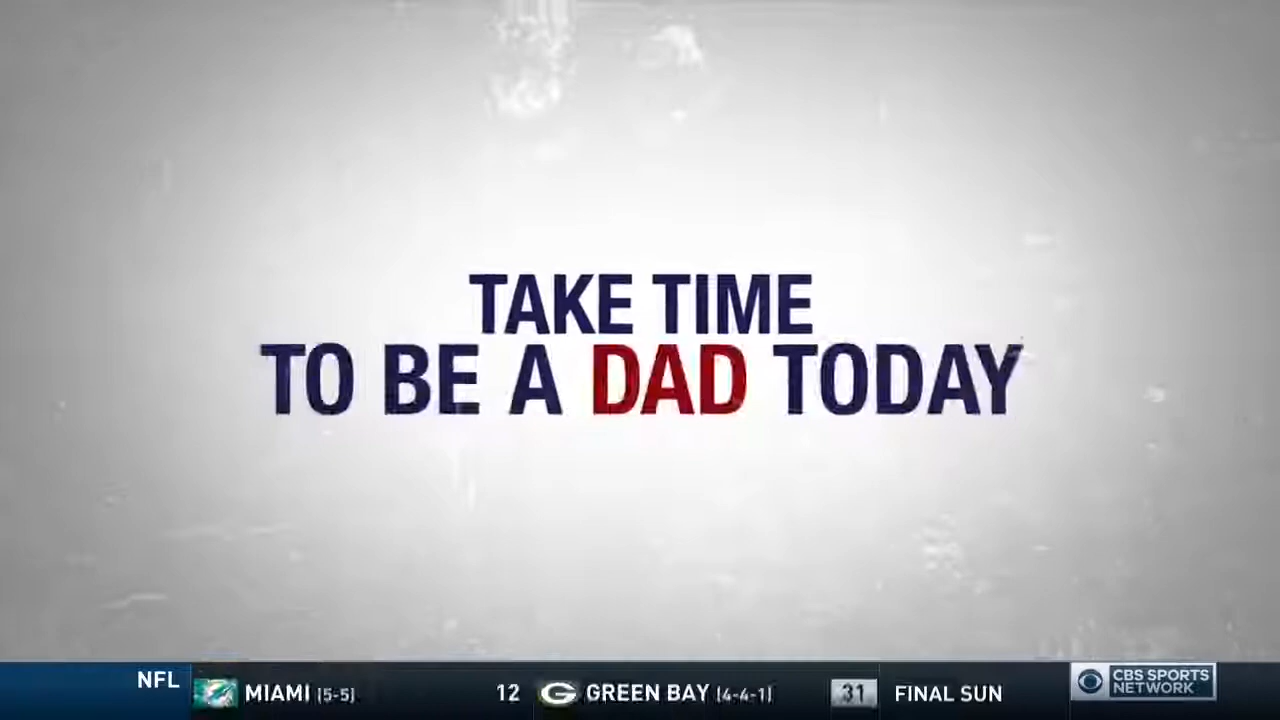 TAKE TIME
TO BE A DAD TODAY
NFL MIAMI (5-5) 12 G GREEN BAY (4-4-1) 31 FINAL SUN CBS SPORTS
NETWORK